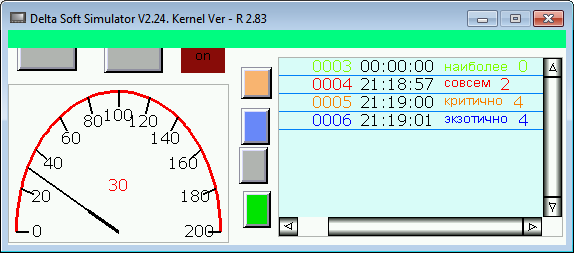 Delta Soft Simulator V2.24. Kernel Ver - R 2.83
on
0003 00:00:00 наиболее 0
0004 21:18:57 совсем 2
0005 21:19:00 критично 4
0006 21:19:01 экзотично 4
0 20 40 60 80 100 120 140 160 180 200
30